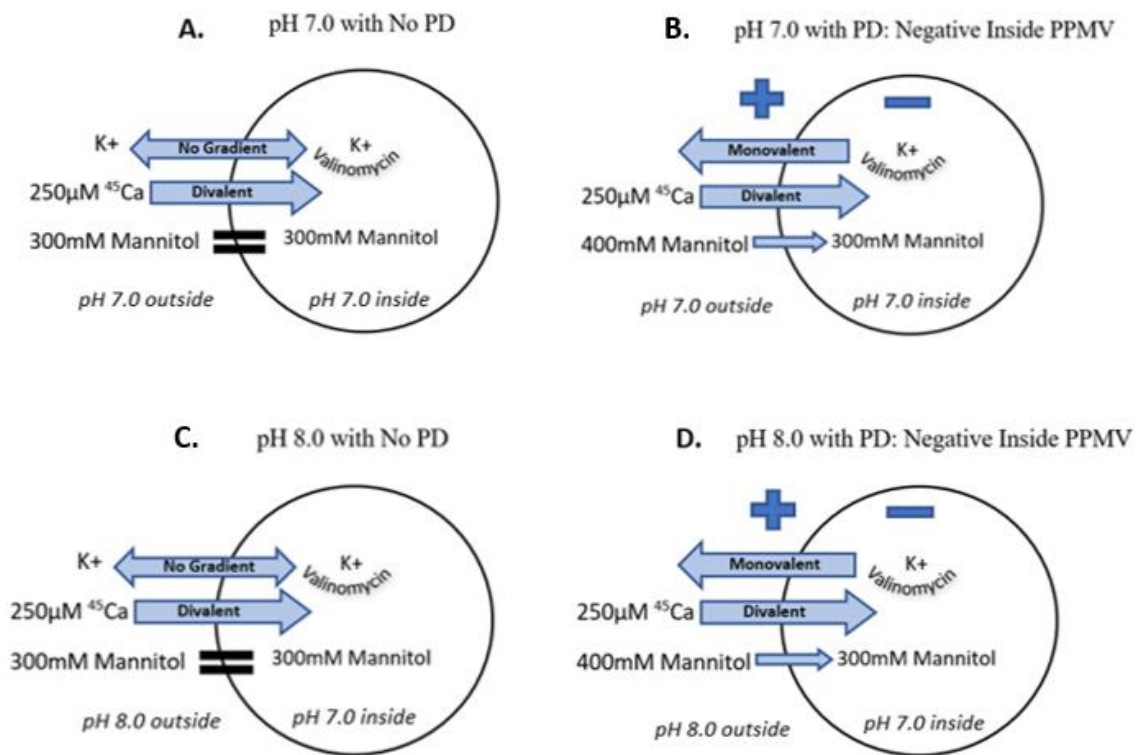 A. pH 7.0 with No PD
K+ No Gradient K+
Valinomycin
250µM ⁴⁵Ca Divalent
300mM Mannitol 300mM Mannitol
pH 7.0 outside pH 7.0 inside
B. pH 7.0 with PD: Negative Inside PPMV
Monovalent K+
Valinomycin
250µM ⁴⁵Ca Divalent
400mM Mannitol 300mM Mannitol
pH 7.0 outside pH 7.0 inside
C. pH 8.0 with No PD
K+ No Gradient K+
Valinomycin
250µM ⁴⁵Ca Divalent
300mM Mannitol 300mM Mannitol
pH 8.0 outside pH 7.0 inside
D. pH 8.0 with PD: Negative Inside PPMV
Monovalent K+
Valinomycin
250µM ⁴⁵Ca Divalent
400mM Mannitol 300mM Mannitol
pH 8.0 outside pH 7.0 inside